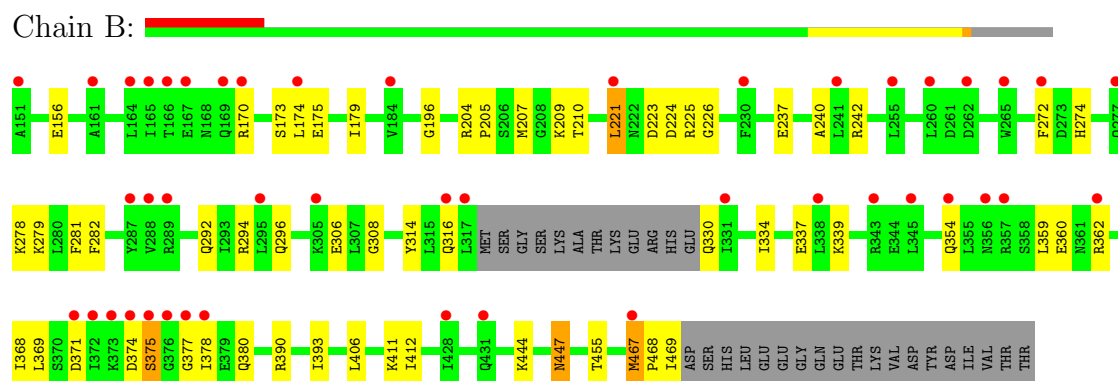 Chain B:
A151 E156 A161 L164 I165 T166 E167 N168 Q169 R170 S173 L174 E175 I179 V184 G196 R204 P205 S206 M207 G208 K209 T210 L221 N222 D223 D224 R225 G226 F230 E237 A240 L241 R242 L255 L260 D261 D262 W265 F272 D273 H274
K278 K279 L280 F281 F282 Y287 V288 R289 Q292 I293 R294 L295 Q296 K305 E306 L307 G308 Y314 L315 Q316 L317 MET SER GLY SER LYS ALA THR LYS GLU ARG HIS GLU Q330 I331 I334 E337 L338 K339 R343 E344 L345 Q354 L355 N356 R357 S358 L359 E360 N361 R362
I368 L369 S370 D371 I372 K373 D374 S375 G376 G377 I378 E379 Q380 R390 I393 L406 K411 I412 I428 Q431 K444 N447 T455 M467 P468 I469 ASP SER HIS LEU GLU GLU GLY GLN GLU THR LYS VAL ASP TYR ASP ILE VAL THR THR